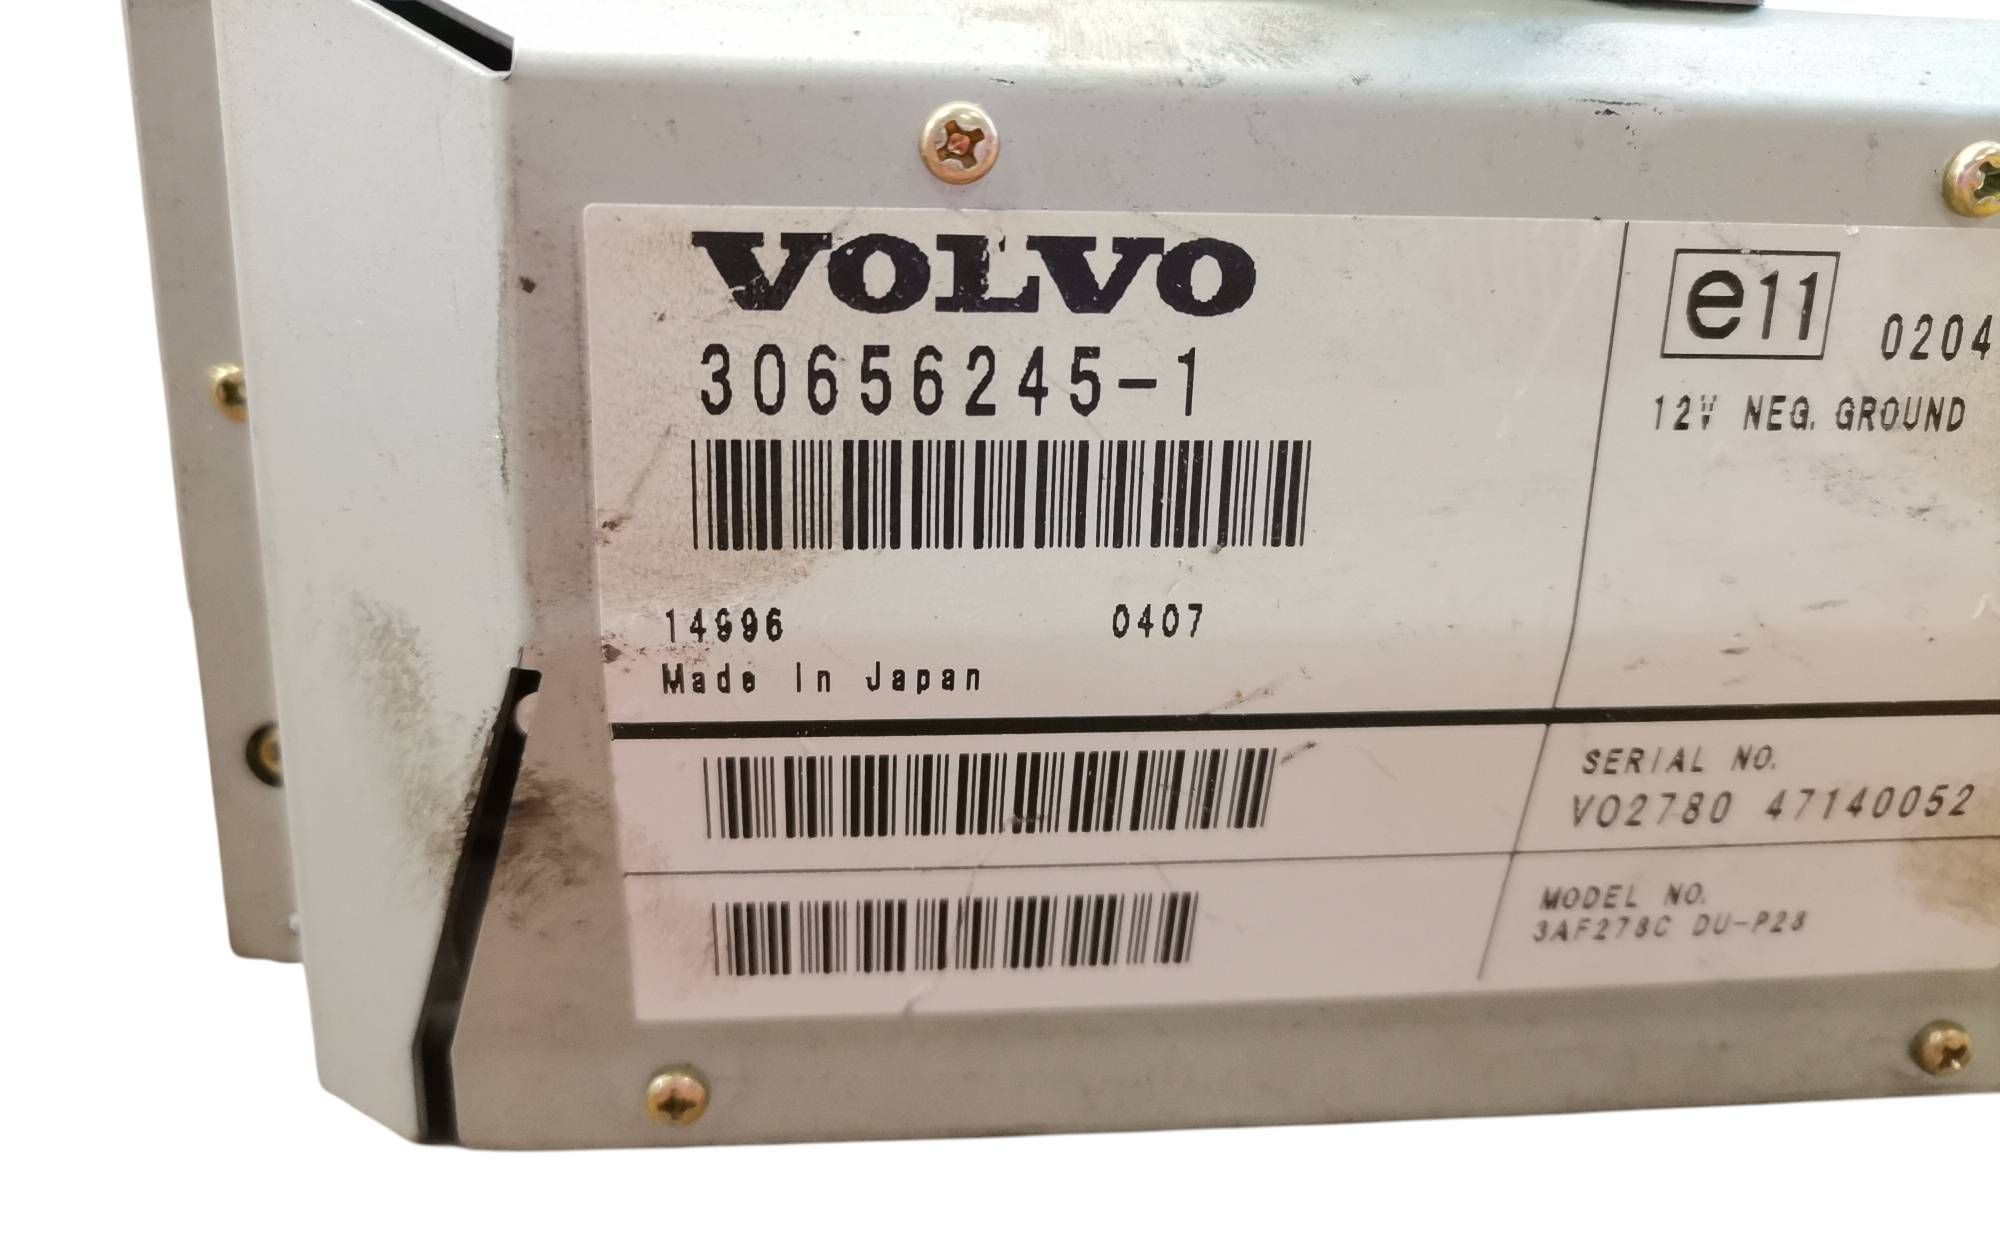 VOLVO
30656245-1
14996 0407
Made In Japan
e11 0204
12V NEG. GROUND
SERIAL NO.
VO2780 47140052
MODEL NO.
3AF278C DU-P28